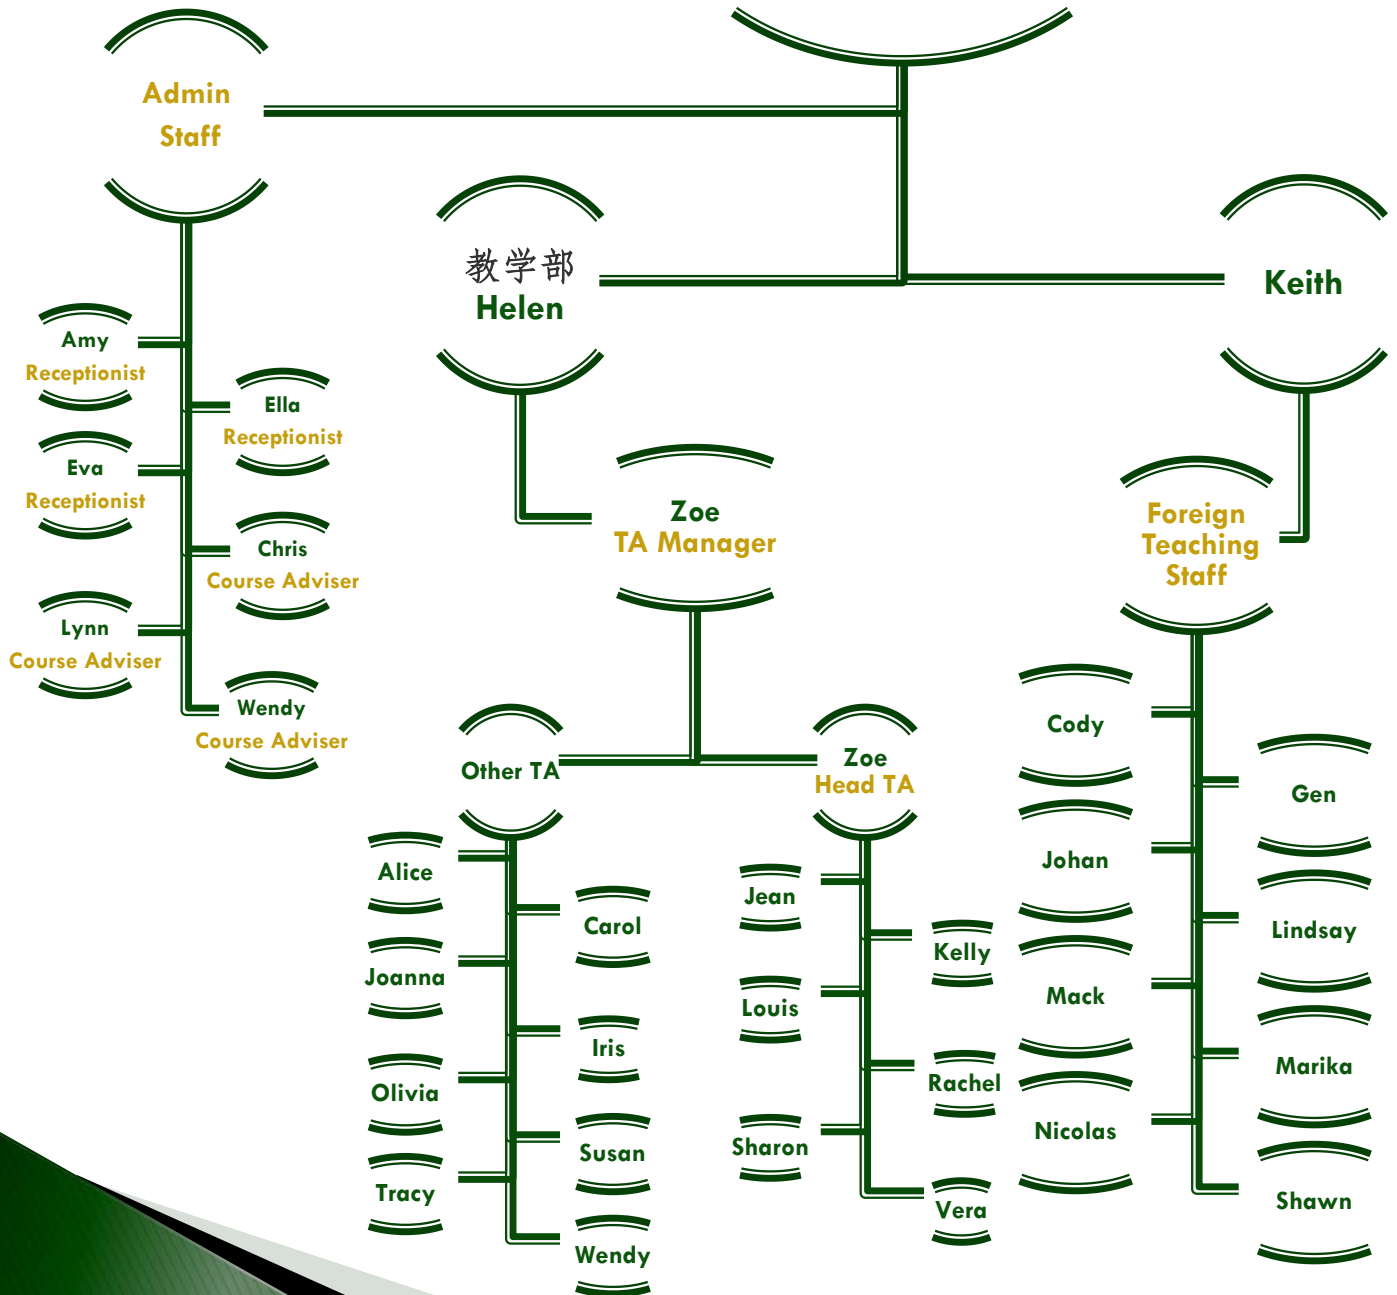 Admin
Staff
教学部
Helen
Keith
Amy
Receptionist
Ella
Receptionist
Eva
Receptionist
Chris
Course Adviser
Lynn
Course Adviser
Wendy
Course Adviser
Zoe
TA Manager
Foreign
Teaching
Staff
Other TA
Zoe
Head TA
Alice
Carol
Joanna
Iris
Olivia
Susan
Tracy
Wendy
Jean
Kelly
Louis
Rachel
Sharon
Vera
Cody
Gen
Johan
Lindsay
Mack
Marika
Nicolas
Shawn